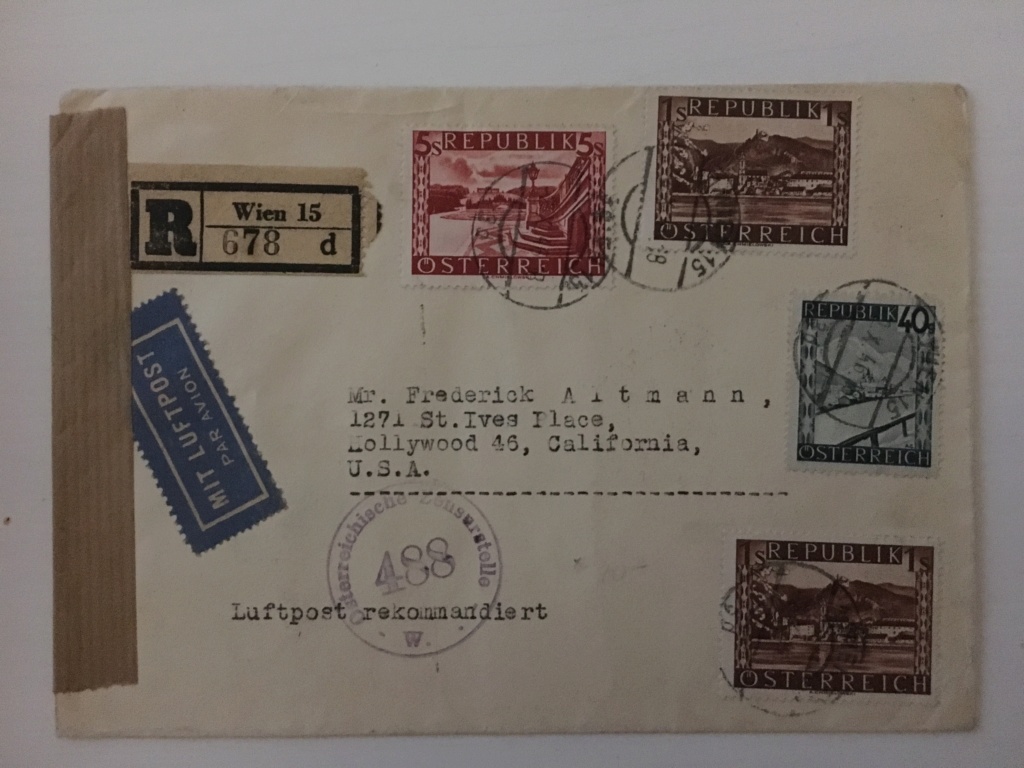 R Wien 15
678 d
MIT LUFTPOST
PAR AVION
5S REPUBLIK 5S
ÖSTERREICH
1S REPUBLIK 1S
ÖSTERREICH
REPUBLIK 40
ÖSTERREICH
Mr. Frederick Altmann,
1271 St.Ives Place,
Hollywood 46, California,
U.S.A.
Österreichische Zensurstelle
488
W.
Luftpost rekommandiert
1S REPUBLIK 1S
ÖSTERREICH